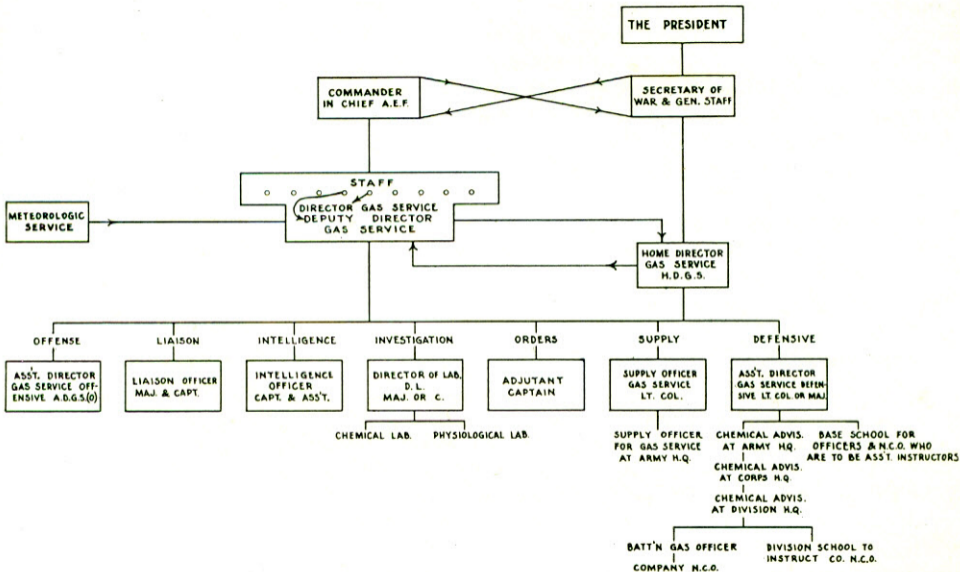 THE PRESIDENT
COMMANDER
IN CHIEF A.E.F.
SECRETARY OF
WAR & GEN. STAFF
STAFF
DIRECTOR GAS SERVICE
DEPUTY DIRECTOR
GAS SERVICE
METEOROLOGIC
SERVICE
HOME DIRECTOR
GAS SERVICE
H.D.G.S.
OFFENSE
LIAISON
INTELLIGENCE
INVESTIGATION
ORDERS
SUPPLY
DEFENSIVE
ASS'T. DIRECTOR
GAS SERVICE OFF-
ENSIVE A.D.G.S.(O)
LIAISON OFFICER
MAJ. & CAPT.
INTELLIGENCE
OFFICER
CAPT. & ASS'T.
DIRECTOR OF LAB.
D. L.
MAJ. OR C.
ADJUTANT
CAPTAIN
SUPPLY OFFICER
GAS SERVICE
LT. COL.
ASS'T. DIRECTOR
GAS SERVICE DEFEN-
SIVE LT. COL. OR MAJ.
CHEMICAL LAB.
PHYSIOLOGICAL LAB.
SUPPLY OFFICER
FOR GAS SERVICE
AT ARMY H.Q.
CHEMICAL ADVIS.
AT ARMY H.Q.
BASE SCHOOL FOR
OFFICERS & N.C.O. WHO
ARE TO BE ASS'T. INSTRUCTORS
CHEMICAL ADVIS.
AT CORPS H.Q.
CHEMICAL ADVIS.
AT DIVISION H.Q.
BATT'N GAS OFFICER
COMPANY N.C.O.
DIVISION SCHOOL TO
INSTRUCT CO. N.C.O.